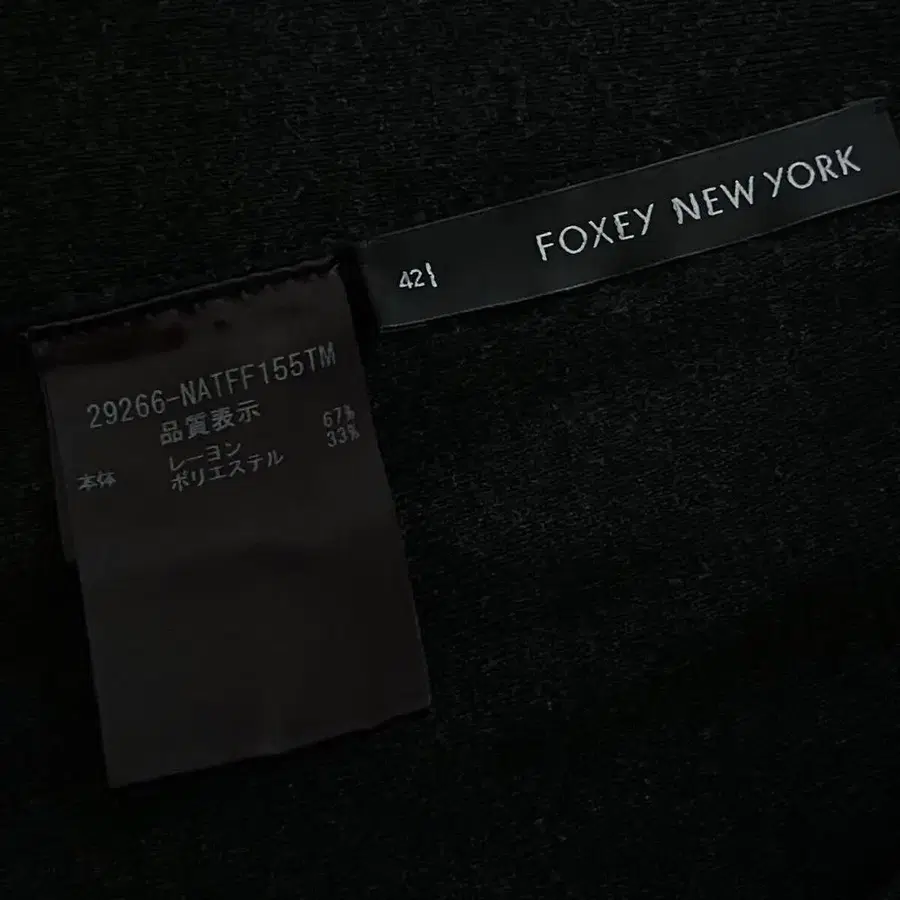 FOXEY NEW YORK
42
29266-NATFF155TM
品質表示
本体 レーヨン 67%
ポリエステル 33%